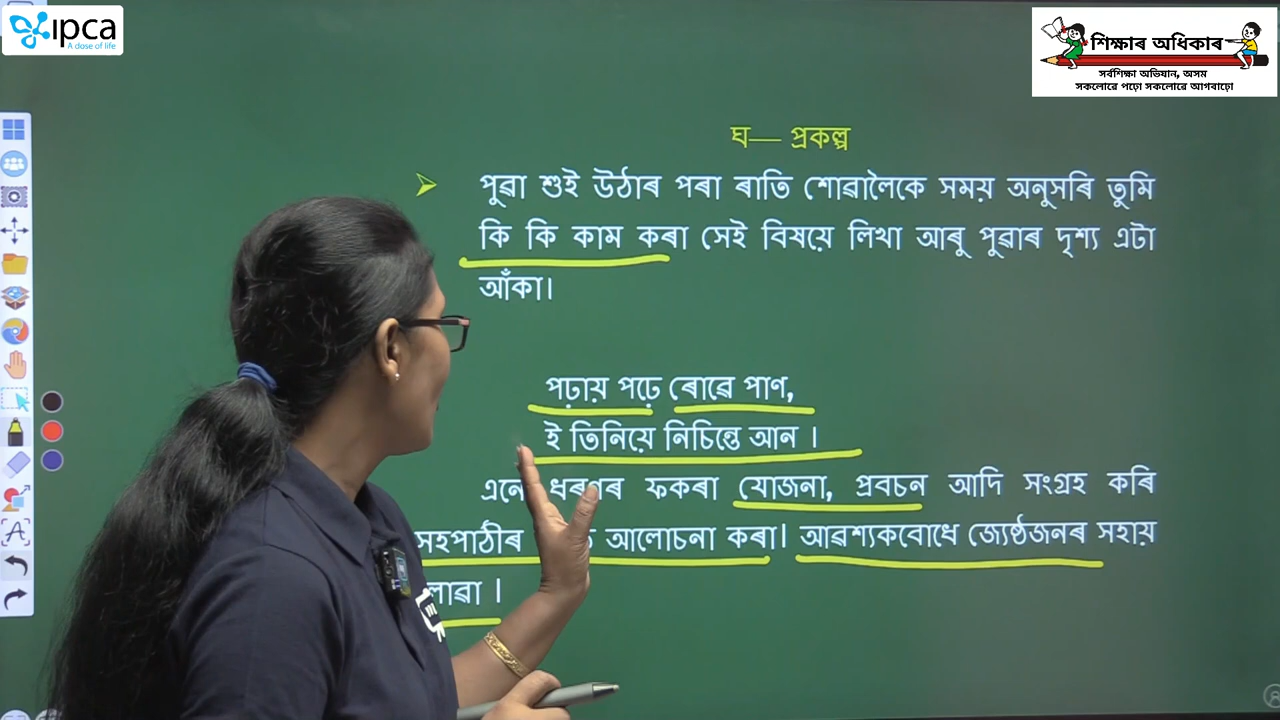 ipca
A dose of life
শিক্ষাৰ অধিকাৰ
সৰ্বশিক্ষা অভিযান, অসম
সকলোৱে পঢ়ো সকলোৱে আগবাঢ়ো
ঘ— প্ৰকল্প
পুৱা শুই উঠাৰ পৰা ৰাতি শোৱালৈকে সময় অনুসৰি তুমি
কি কি কাম কৰা সেই বিষয়ে লিখা আৰু পুৱাৰ দৃশ্য এটা
আঁকা।
পঢ়ায় পঢ়ে ৰোৱে পাণ,
ই তিনিয়ে নিচিন্তে আন ।
এনে ধৰণৰ ফকৰা যোজনা, প্ৰবচন আদি সংগ্ৰহ কৰি
সহপাঠীৰ আলোচনা কৰা। আৱশ্যকবোধে জ্যেষ্ঠজনৰ সহায়
লোৱা ।